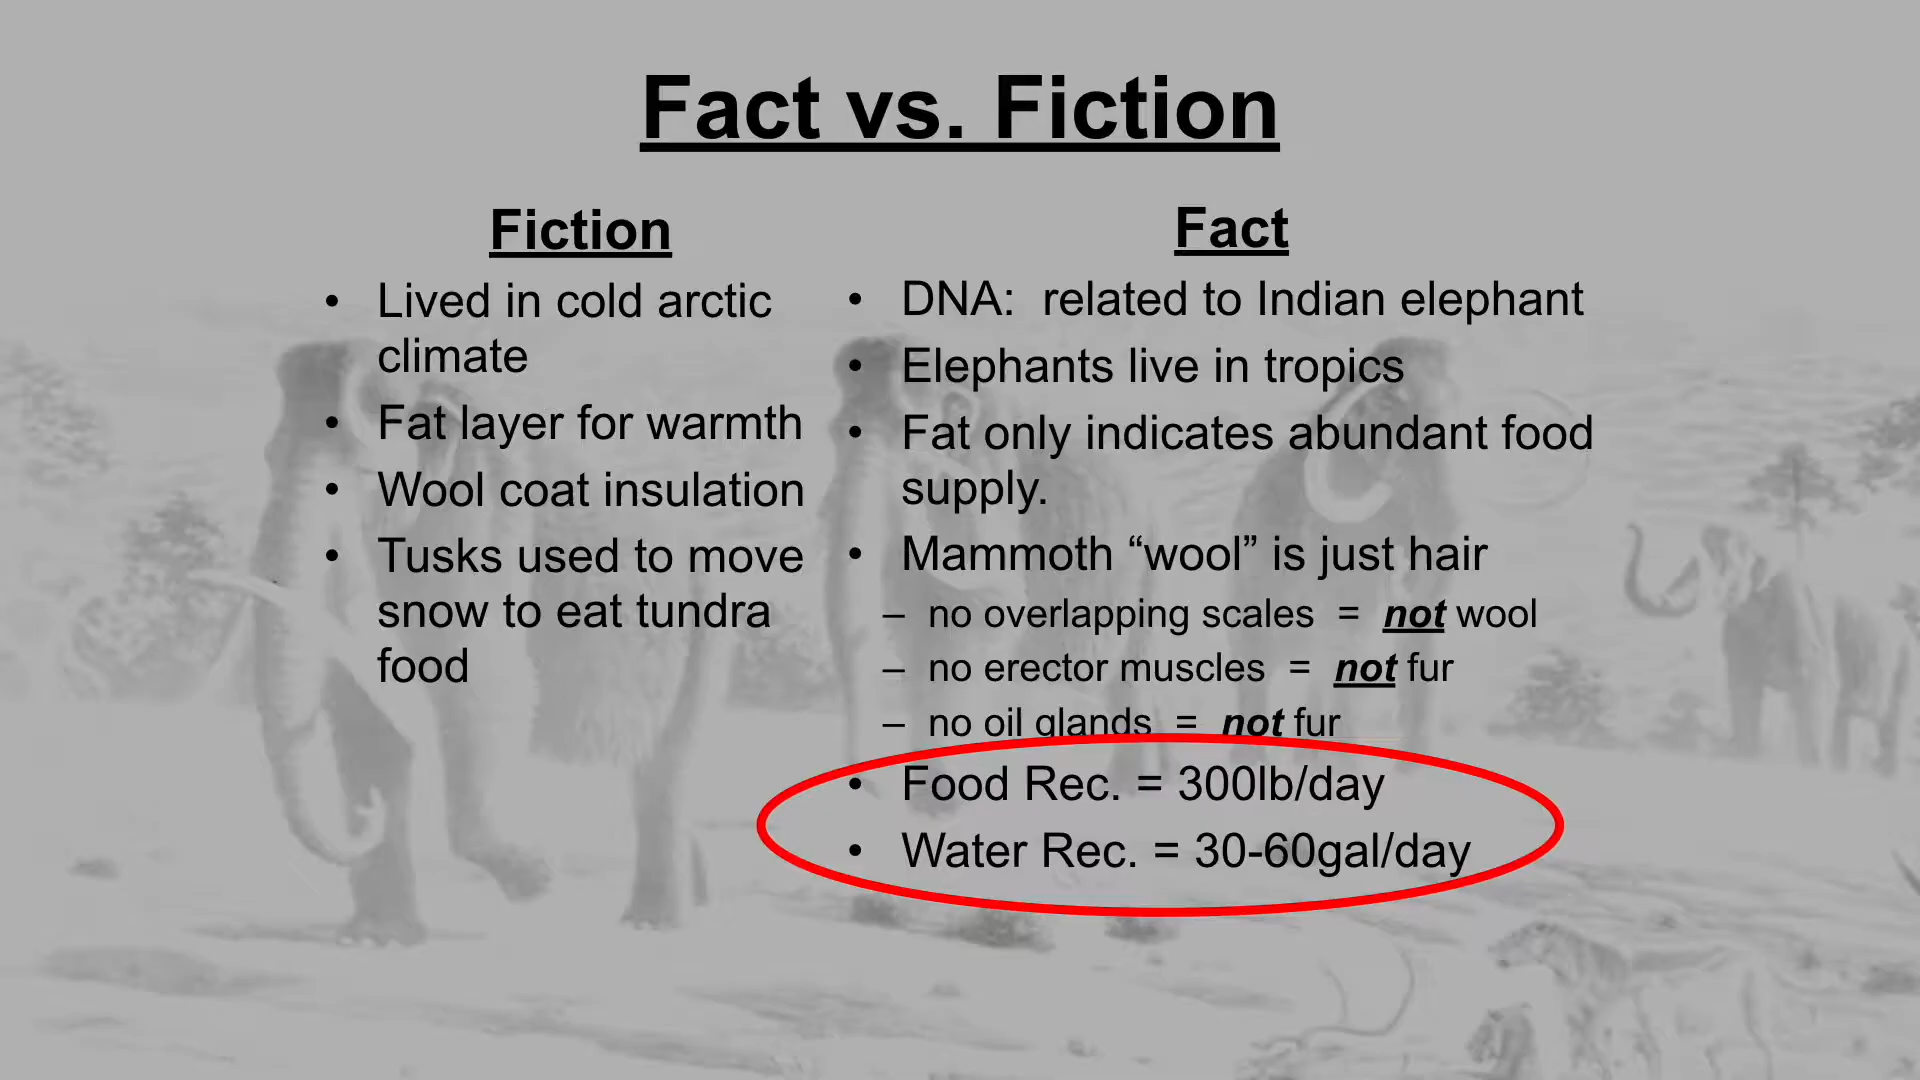 Fact vs. Fiction
Fiction
• Lived in cold arctic
climate
• Fat layer for warmth
• Wool coat insulation
• Tusks used to move
snow to eat tundra
food
Fact
• DNA:  related to Indian elephant
• Elephants live in tropics
• Fat only indicates abundant food
supply.
• Mammoth “wool” is just hair
– no overlapping scales  =  not wool
– no erector muscles  =  not fur
– no oil glands  =  not fur
• Food Rec. = 300lb/day
• Water Rec. = 30-60gal/day